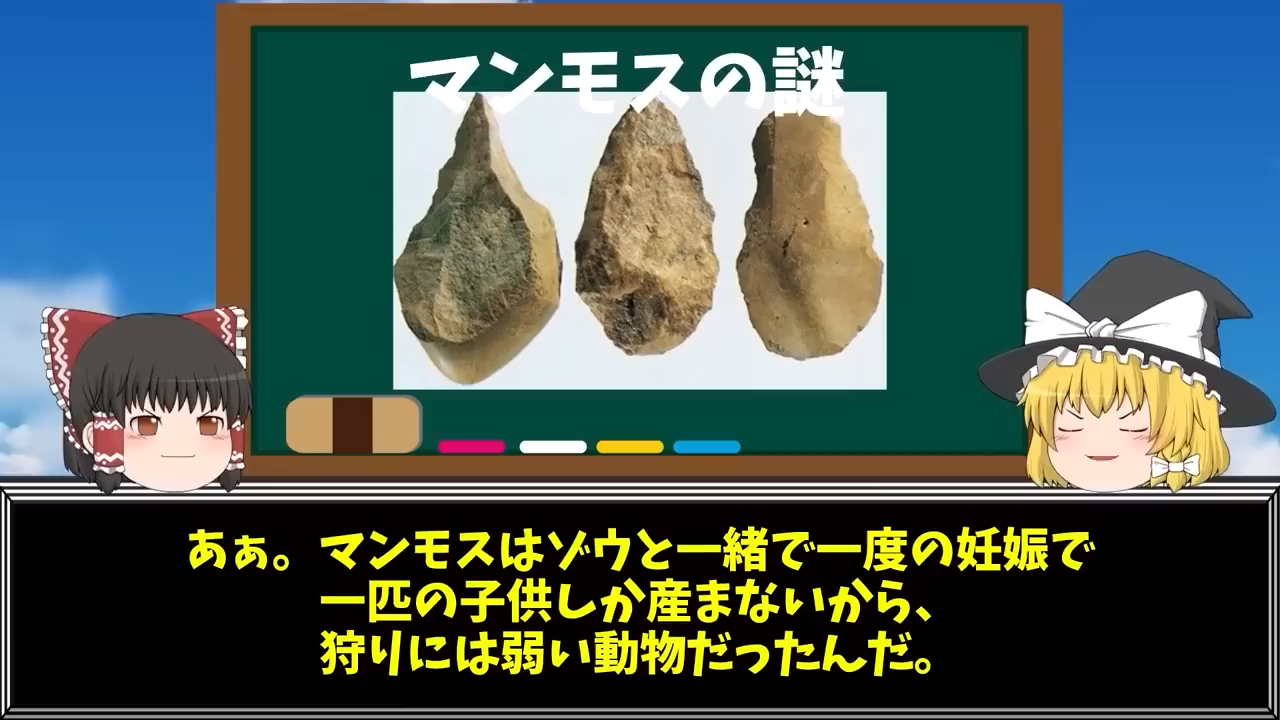 マンモスの謎
あぁ。マンモスはゾウと一緒で一度の妊娠で
一匹の子供しか産まないから、
狩りには弱い動物だったんだ。